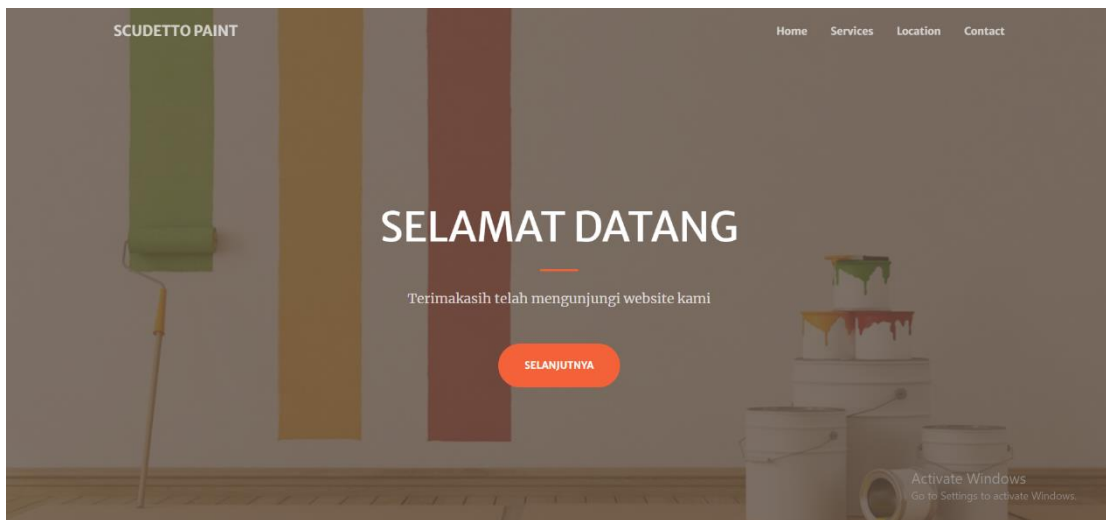 SCUDETTO PAINT
Home Services Location Contact
SELAMAT DATANG
Terimakasih telah mengunjungi website kami
SELANJUTNYA
Activate Windows
Go to Settings to activate Windows.